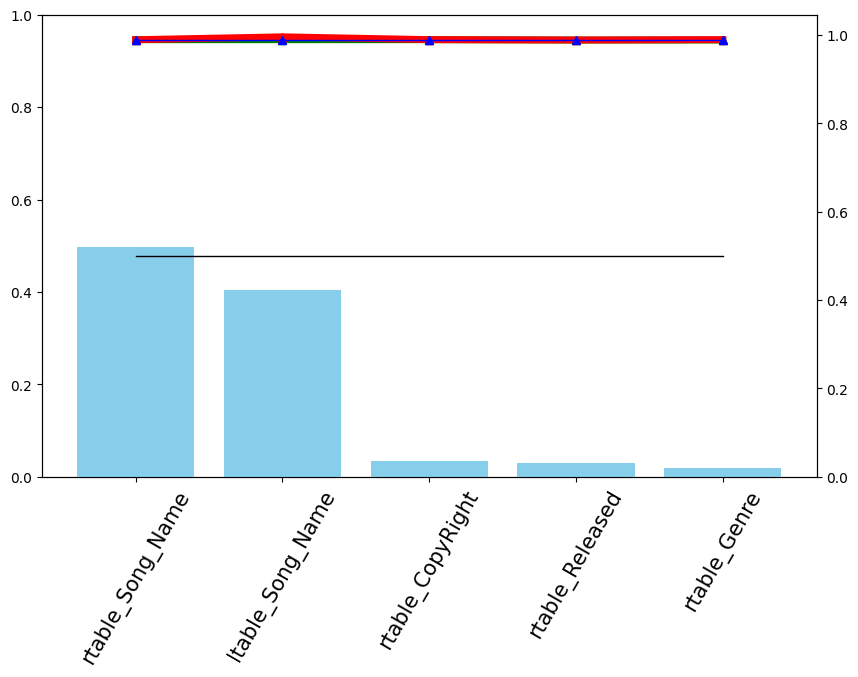 1.0
0.8
0.6
0.4
0.2
0.0
1.0
0.8
0.6
0.4
0.2
0.0
rtable_Song_Name
ltable_Song_Name
rtable_CopyRight
rtable_Released
rtable_Genre